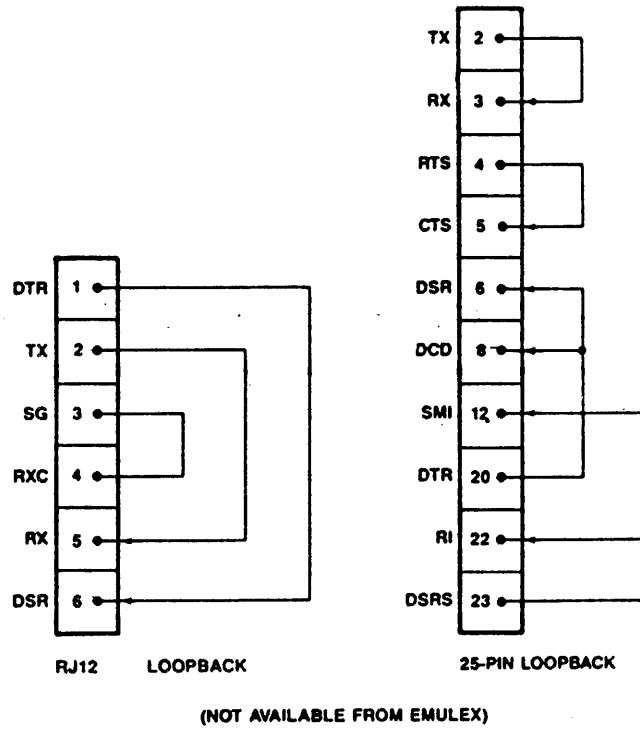 DTR 1
TX 2
SG 3
RXC 4
RX 5
DSR 6
RJ12 LOOPBACK
TX 2
RX 3
RTS 4
CTS 5
DSR 6
DCD 8
SMI 12
DTR 20
RI 22
DSRS 23
25-PIN LOOPBACK
(NOT AVAILABLE FROM EMULEX)